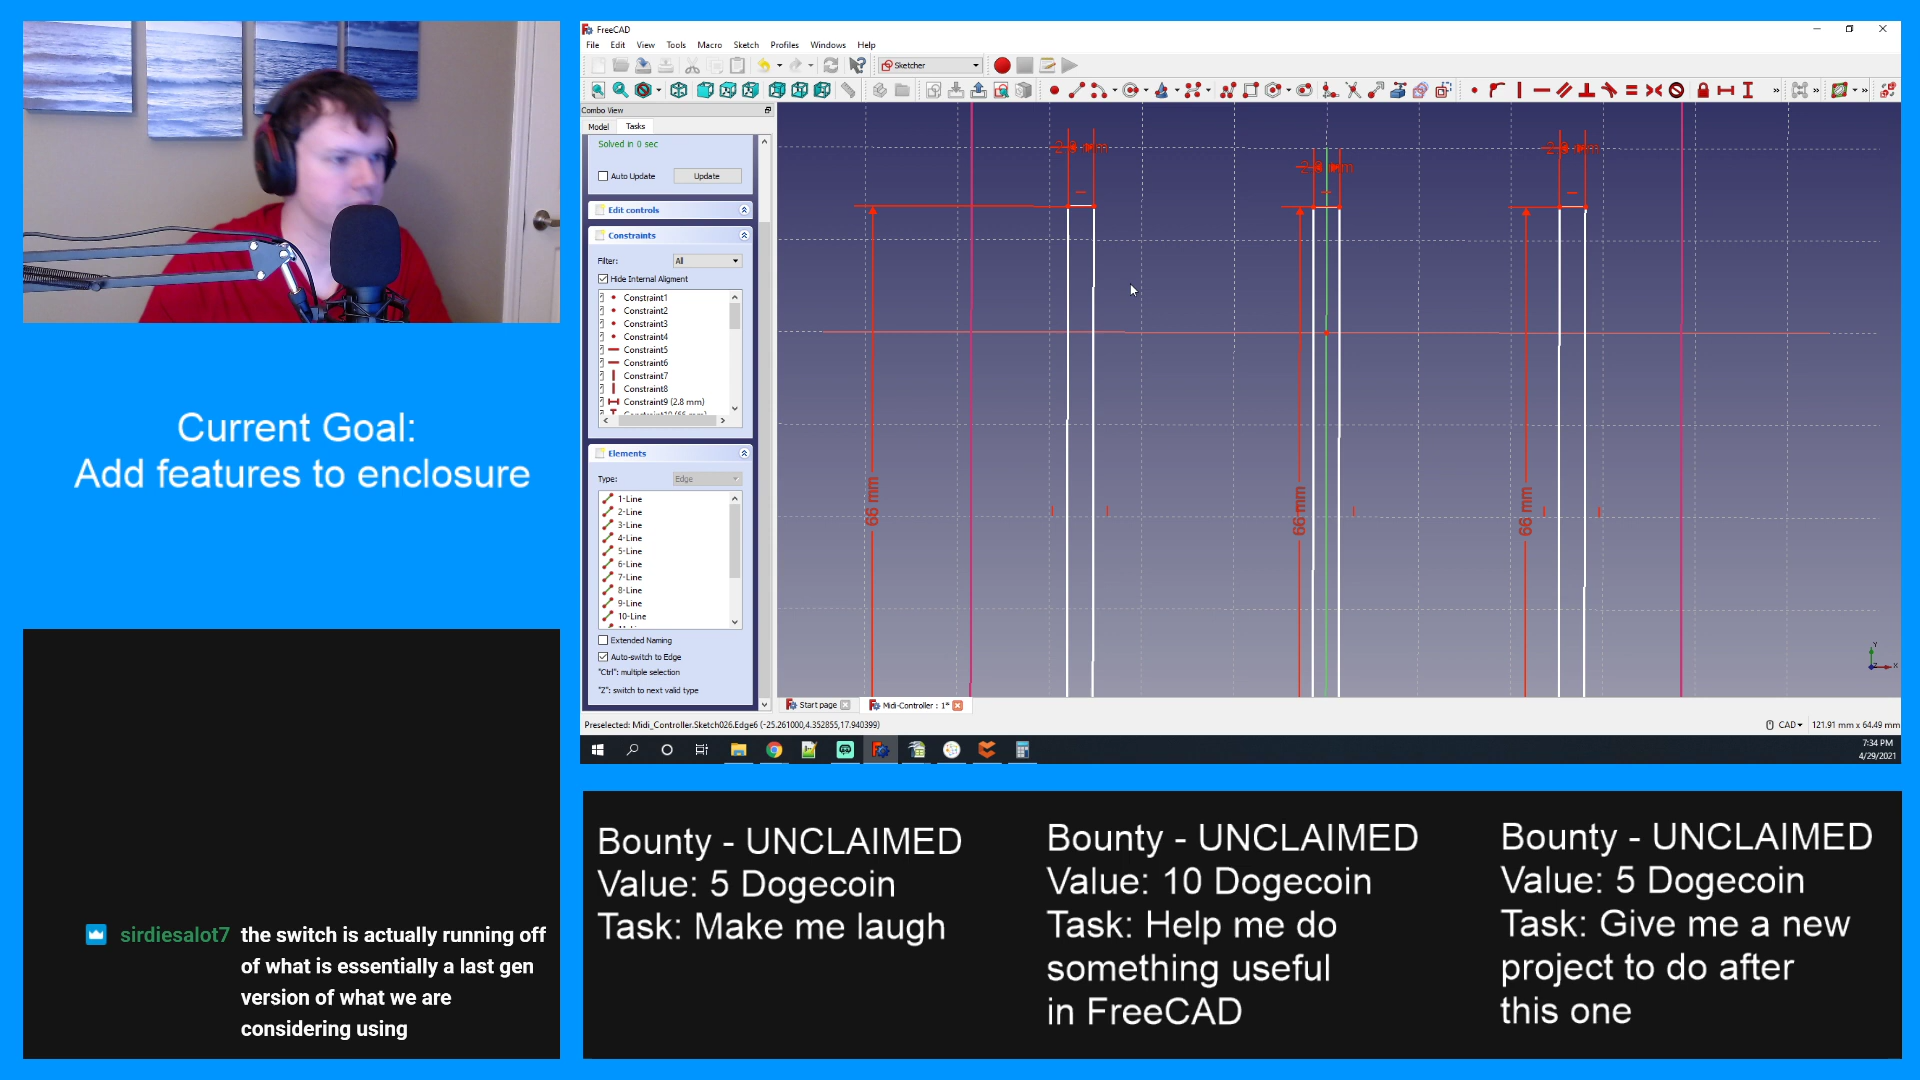 FreeCAD
File Edit View Tools Macro Sketch Profiles Windows Help
Sketcher
Combo View
Model Tasks
Solved in 0 sec
Auto Update Update
Edit controls
Constraints
Filter: All
Hide Internal Alignment
Constraint1
Constraint2
Constraint3
Constraint4
Constraint5
Constraint6
Constraint7
Constraint8
Constraint9 (2.8 mm)
Elements
Type: Edge
1-Line
2-Line
3-Line
4-Line
5-Line
6-Line
7-Line
8-Line
9-Line
10-Line
Extended Naming
Auto-switch to Edge
"Ctrl": multiple selection
"Z": switch to next valid type
66 mm
66 mm
66 mm
Start page Midi-Controller : 1*
Preselected: Midi_Controller.Sketch026.Edge6 (-25.261000,4.352855,17.940399)
CAD 121.91 mm x 64.49 mm
7:34 PM
4/29/2021
Current Goal:
Add features to enclosure
sirdiesalot7 the switch is actually running off
of what is essentially a last gen
version of what we are
considering using
Bounty - UNCLAIMED
Value: 5 Dogecoin
Task: Make me laugh
Bounty - UNCLAIMED
Value: 10 Dogecoin
Task: Help me do
something useful
in FreeCAD
Bounty - UNCLAIMED
Value: 5 Dogecoin
Task: Give me a new
project to do after
this one